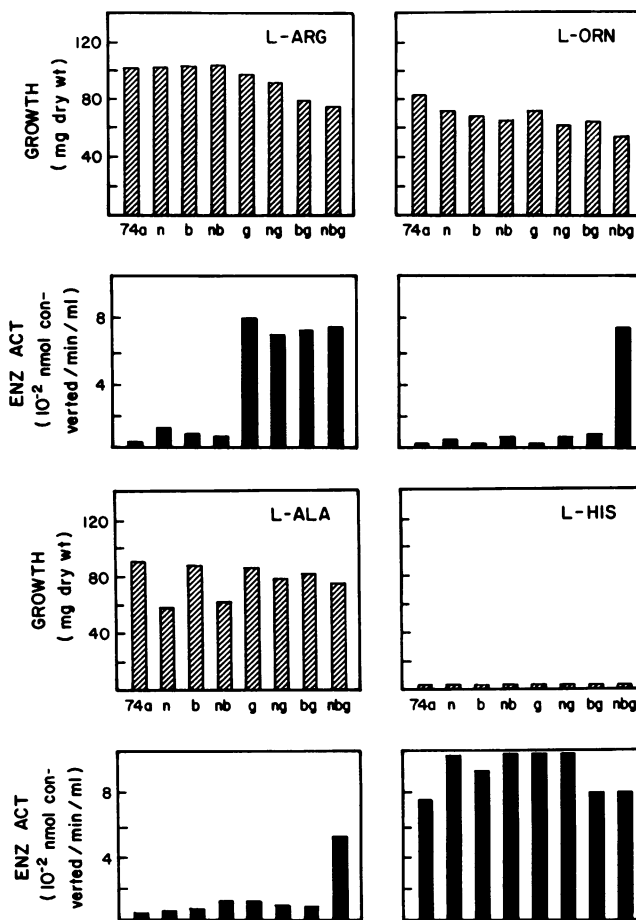 L-ARG
GROWTH
(mg dry wt)
120
80
40
74a n b nb g ng bg nbg
L-ORN
74a n b nb g ng bg nbg
ENZ ACT
(10⁻² nmol con-
verted/min/ml)
8
4
L-ALA
GROWTH
(mg dry wt)
120
80
40
74a n b nb g ng bg nbg
L-HIS
74a n b nb g ng bg nbg
ENZ ACT
(10⁻² nmol con-
verted/min/ml)
8
4